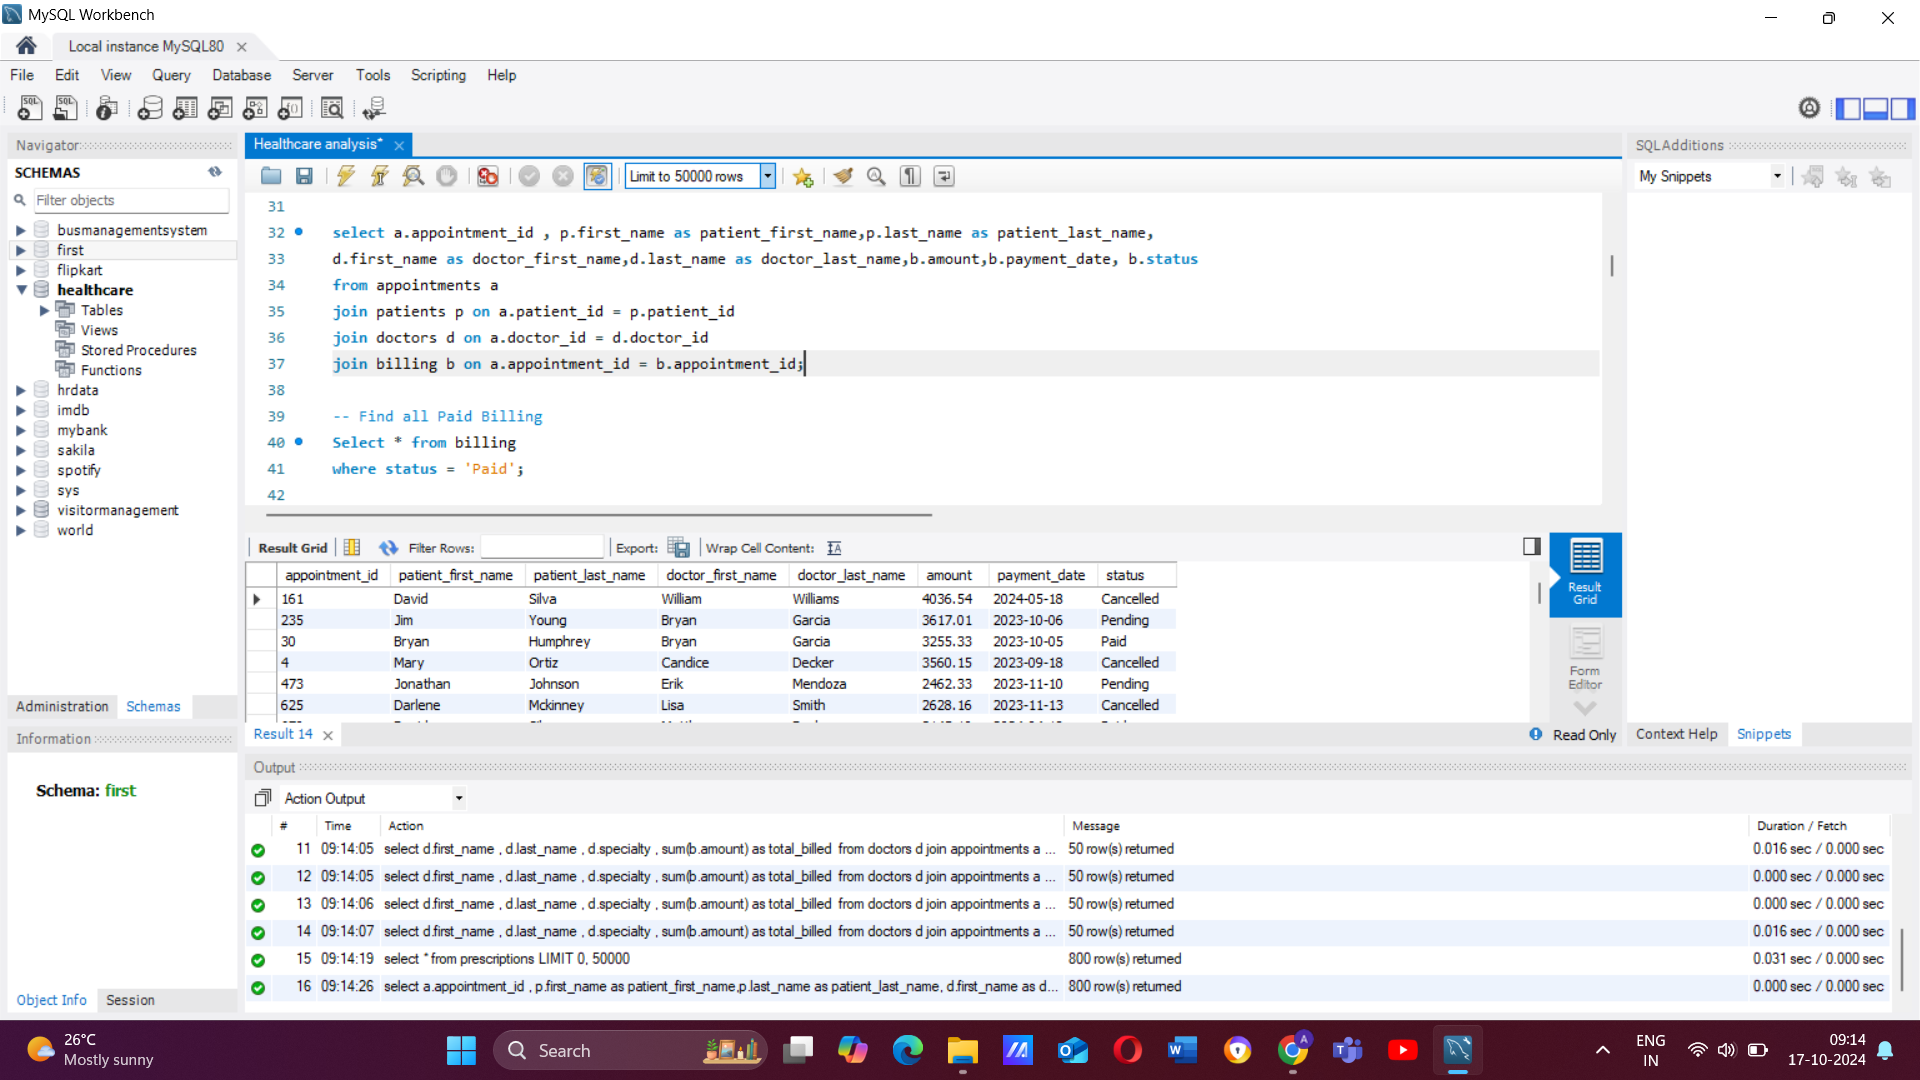 MySQL Workbench
Local instance MySQL80
File Edit View Query Database Server Tools Scripting Help
Navigator
SCHEMAS
Filter objects
busmanagementsystem
first
flipkart
healthcare
Tables
Views
Stored Procedures
Functions
hrdata
imdb
mybank
sakila
spotify
sys
visitormanagement
world
Administration Schemas
Information
Schema: first
Object Info Session
Healthcare analysis*
Limit to 50000 rows
31
32 select a.appointment_id , p.first_name as patient_first_name,p.last_name as patient_last_name,
33 d.first_name as doctor_first_name,d.last_name as doctor_last_name,b.amount,b.payment_date, b.status
34 from appointments a
35 join patients p on a.patient_id = p.patient_id
36 join doctors d on a.doctor_id = d.doctor_id
37 join billing b on a.appointment_id = b.appointment_id;
38
39 -- Find all Paid Billing
40 Select * from billing
41 where status = 'Paid';
42
Result Grid Filter Rows: Export: Wrap Cell Content:
appointment_id patient_first_name patient_last_name doctor_first_name doctor_last_name amount payment_date status
161 David Silva William Williams 4036.54 2024-05-18 Cancelled
235 Jim Young Bryan Garcia 3617.01 2023-10-06 Pending
30 Bryan Humphrey Bryan Garcia 3255.33 2023-10-05 Paid
4 Mary Ortiz Candice Decker 3560.15 2023-09-18 Cancelled
473 Jonathan Johnson Erik Mendoza 2462.33 2023-11-10 Pending
625 Darlene Mckinney Lisa Smith 2628.16 2023-11-13 Cancelled
Result Grid
Form Editor
Result 14
Read Only
SQLAdditions
My Snippets
Context Help Snippets
Output
Action Output
# Time Action Message Duration / Fetch
11 09:14:05 select d.first_name , d.last_name , d.specialty , sum(b.amount) as total_billed from doctors d join appointments a ... 50 row(s) returned 0.016 sec / 0.000 sec
12 09:14:05 select d.first_name , d.last_name , d.specialty , sum(b.amount) as total_billed from doctors d join appointments a ... 50 row(s) returned 0.000 sec / 0.000 sec
13 09:14:06 select d.first_name , d.last_name , d.specialty , sum(b.amount) as total_billed from doctors d join appointments a ... 50 row(s) returned 0.000 sec / 0.000 sec
14 09:14:07 select d.first_name , d.last_name , d.specialty , sum(b.amount) as total_billed from doctors d join appointments a ... 50 row(s) returned 0.016 sec / 0.000 sec
15 09:14:19 select * from prescriptions LIMIT 0, 50000 800 row(s) returned 0.031 sec / 0.000 sec
16 09:14:26 select a.appointment_id , p.first_name as patient_first_name,p.last_name as patient_last_name, d.first_name as d... 800 row(s) returned 0.000 sec / 0.000 sec
26°C
Mostly sunny
Search
ENG
IN
09:14
17-10-2024